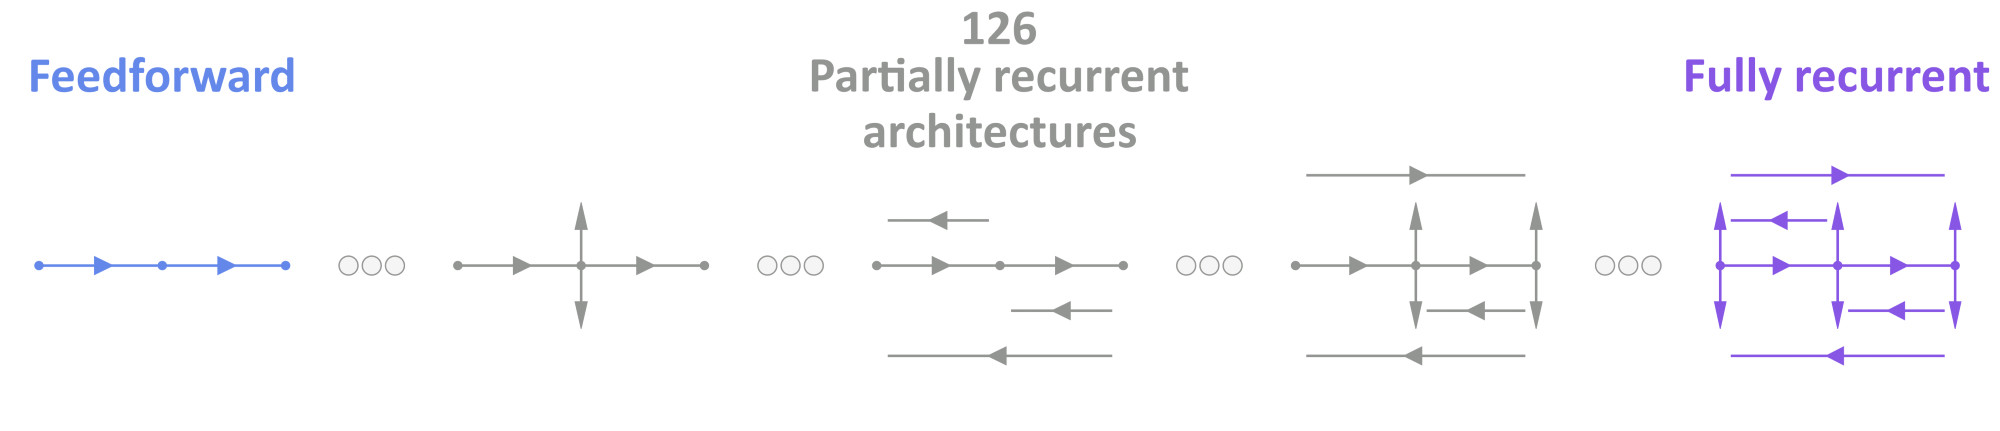 Feedforward
126
Partially recurrent
architectures
Fully recurrent